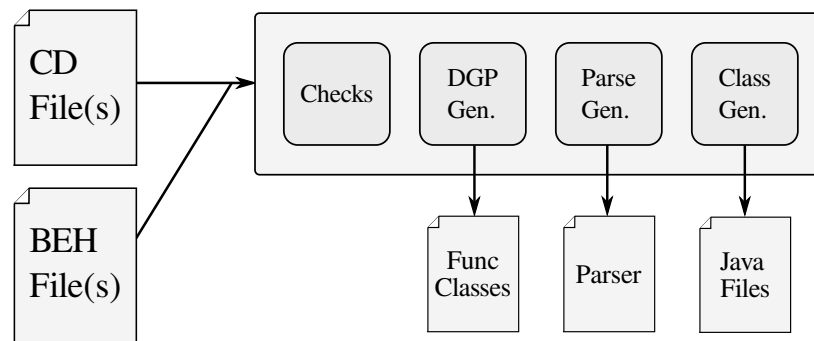 CD
File(s)
Checks
DGP
Gen.
Parse
Gen.
Class
Gen.
BEH
File(s)
Func
Classes
Parser
Java
Files